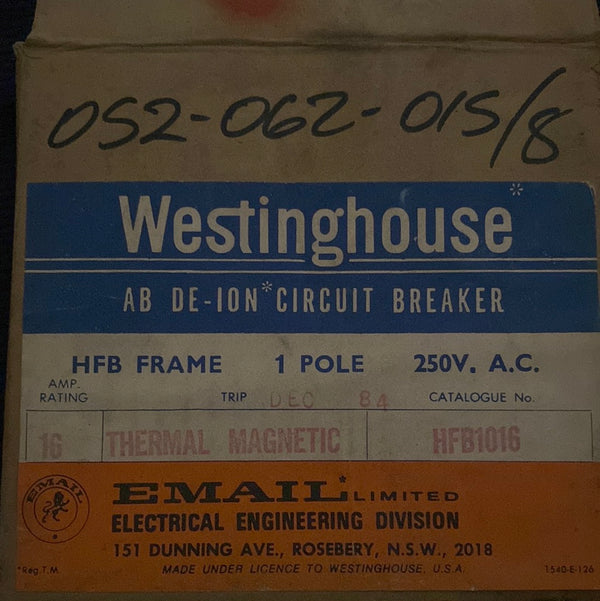 052-062-015/8
Westinghouse*
AB DE-ION* CIRCUIT BREAKER
HFB FRAME 1 POLE 250V. A.C.
AMP. RATING TRIP DEC 84 CATALOGUE No.
16 THERMAL MAGNETIC HFB1016
EMAIL
EMAIL* LIMITED
ELECTRICAL ENGINEERING DIVISION
151 DUNNING AVE., ROSEBERY, N.S.W., 2018
*Reg.T.M. MADE UNDER LICENCE TO WESTINGHOUSE, U.S.A. 1540-E-126